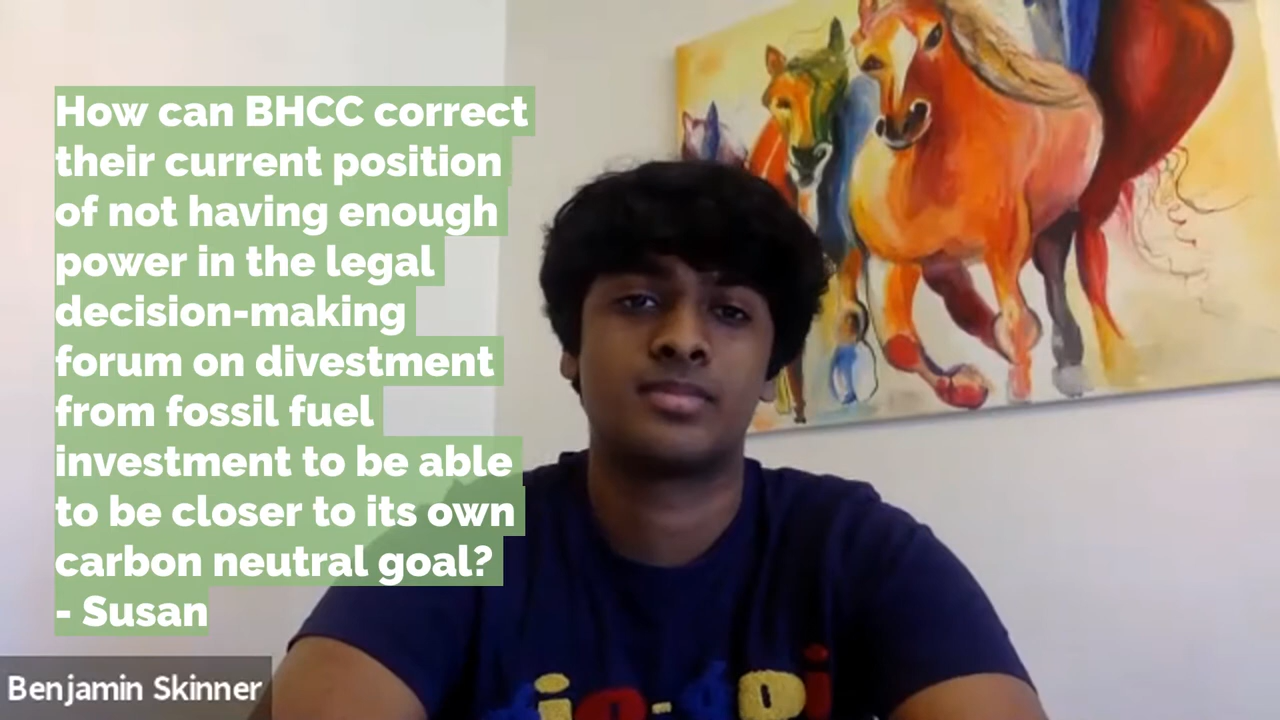 How can BHCC correct
their current position
of not having enough
power in the legal
decision-making
forum on divestment
from fossil fuel
investment to be able
to be closer to its own
carbon neutral goal?
- Susan
Benjamin Skinner